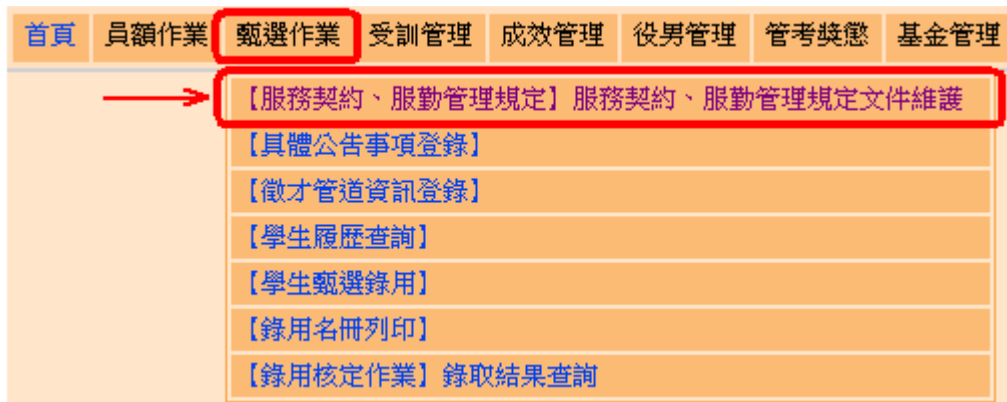 首頁 員額作業 甄選作業 受訓管理 成效管理 役男管理 管考獎懲 基金管理
【服務契約、服勤管理規定】服務契約、服勤管理規定文件維護
【具體公告事項登錄】
【徵才管道資訊登錄】
【學生履歷查詢】
【學生甄選錄用】
【錄用名冊列印】
【錄用核定作業】錄取結果查詢